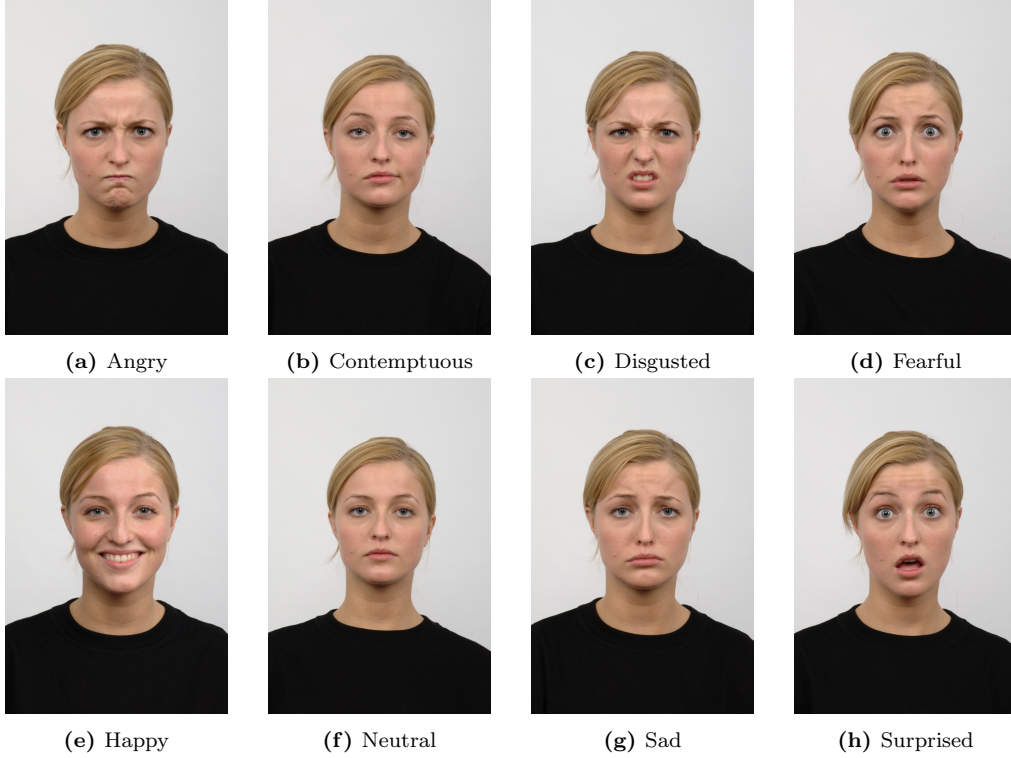 (a) Angry
(b) Contemptuous
(c) Disgusted
(d) Fearful
(e) Happy
(f) Neutral
(g) Sad
(h) Surprised